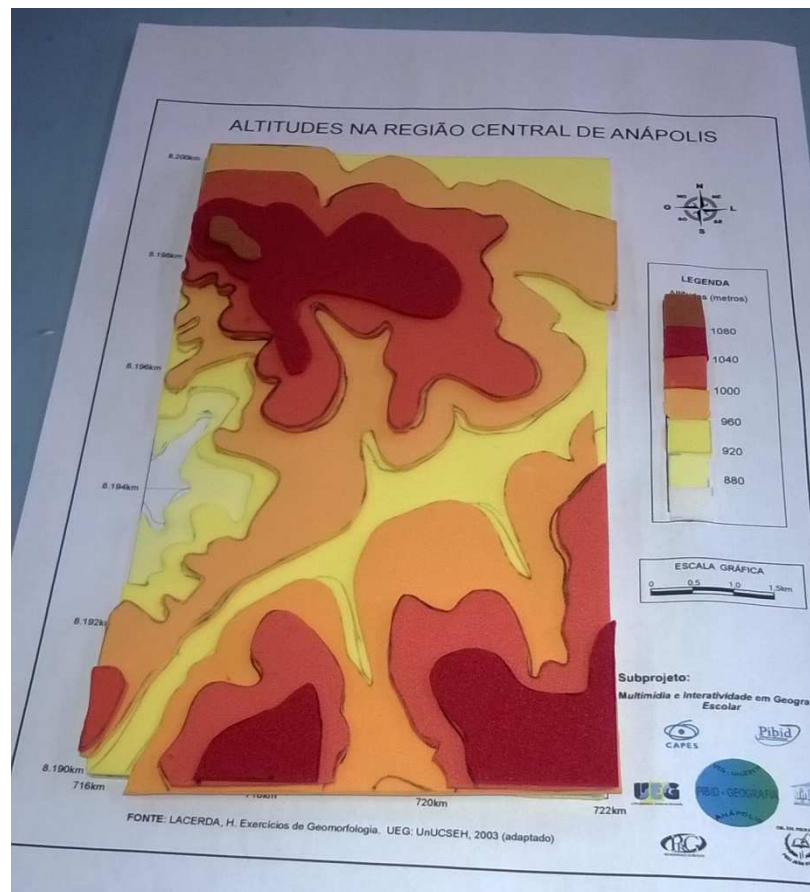 ALTITUDES NA REGIÃO CENTRAL DE ANÁPOLIS
8.200km
8.198km
8.196km
8.194km
8.192km
8.190km
716km
720km
722km
N
O
L
S
LEGENDA
(metros)
1080
1040
1000
960
920
880
ESCALA GRÁFICA
0 0,5 1,0 1,5km
Subprojeto:
Multimídia e Interatividade em Geogra
Escolar
CAPES
Pibid
UEG
PIBID - GEOGRAFIA
ANÁPOLIS
FONTE: LACERDA, H. Exercícios de Geomorfologia. UEG: UnUCSEH, 2003 (adaptado)